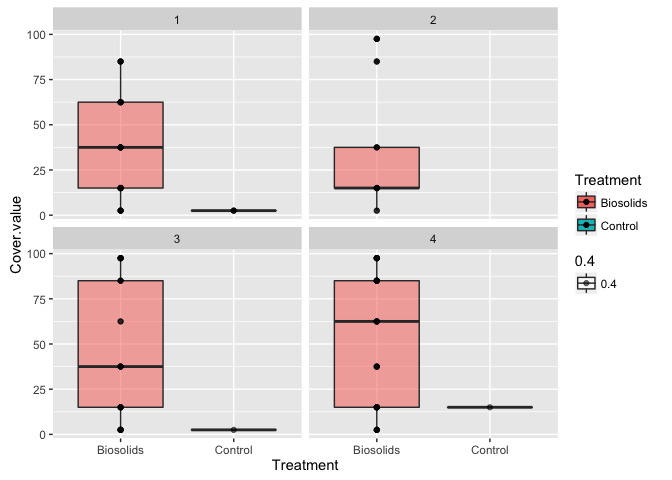 1
2
100
75
50
25
0
3
4
100
75
50
25
0
Cover.value
Biosolids
Control
Biosolids
Control
Treatment
Treatment
Biosolids
Control
0.4
0.4